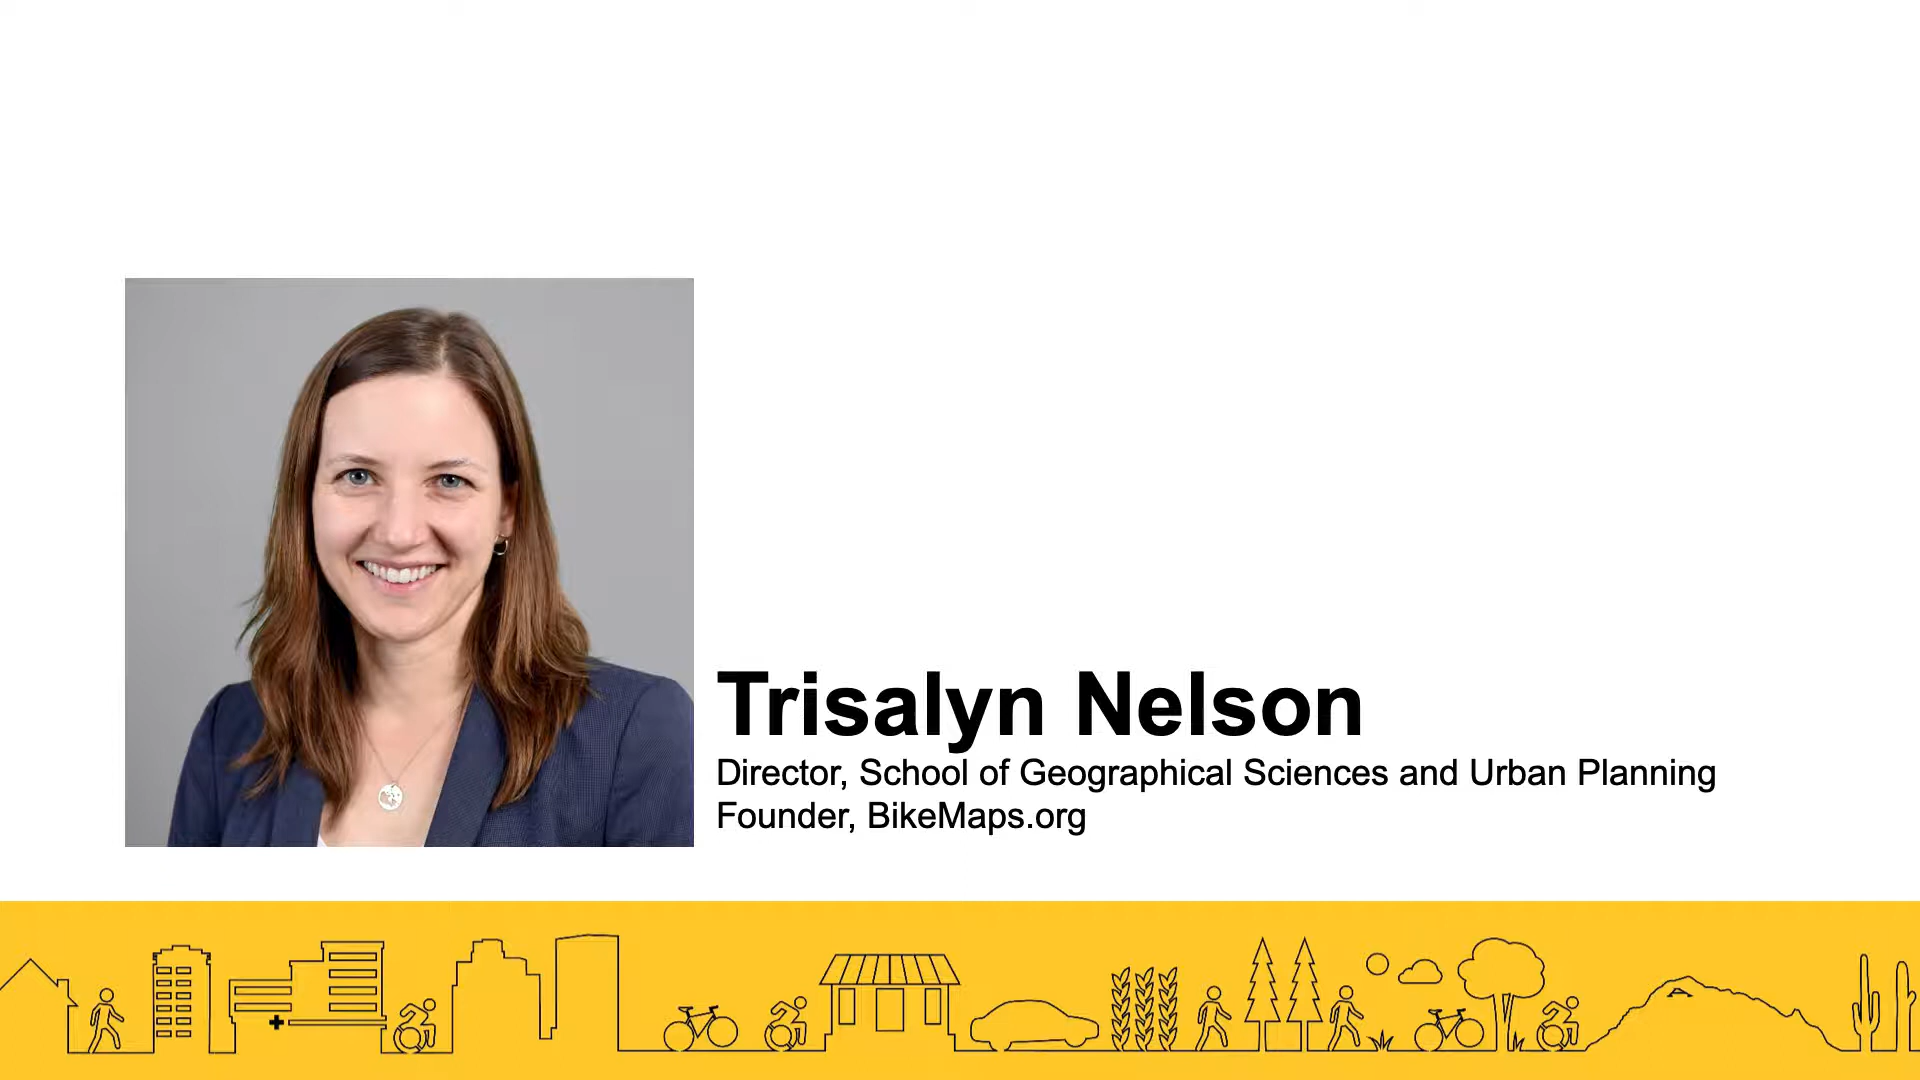 Trisalyn Nelson
Director, School of Geographical Sciences and Urban Planning
Founder, BikeMaps.org